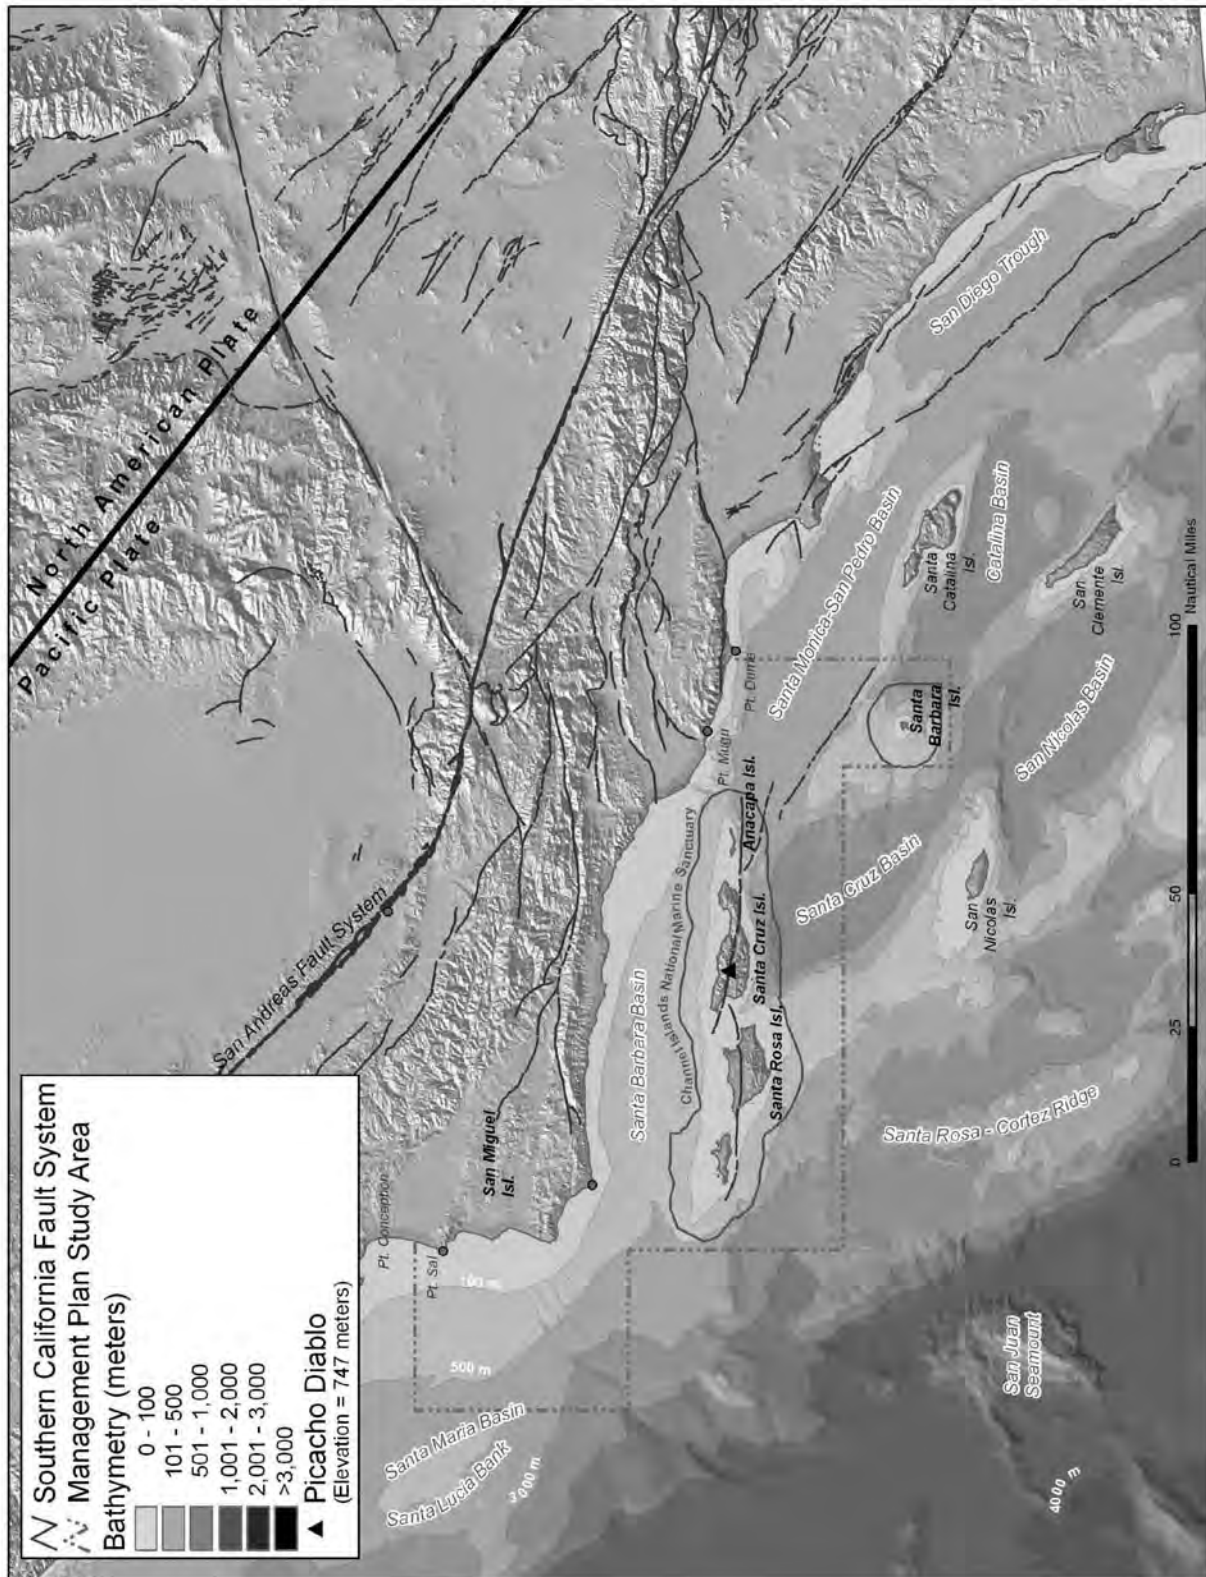 Southern California Fault System
Management Plan Study Area
Bathymetry (meters)
0 - 100
101 - 500
501 - 1,000
1,001 - 2,000
2,001 - 3,000
>3,000
Picacho Diablo
(Elevation = 747 meters)
North American Plate
Pacific Plate
San Andreas Fault System
Pt. Conception
Pt. Sal
San Miguel
Isl.
100 m
500 m
Santa Maria Basin
Santa Lucia Bank
3,000 m
Santa Barbara Basin
Channel Islands National Marine Sanctuary
Pt. Mugu
Pt. Dume
Anacapa Isl.
Santa Cruz Isl.
Santa Rosa Isl.
Santa Monica-San Pedro Basin
Santa Cruz Basin
Santa
Barbara
Isl.
Santa
Catalina
Isl.
Catalina Basin
San Diego Trough
San
Clemente
Isl.
San Nicolas Basin
San
Nicolas
Isl.
Santa Rosa - Cortez Ridge
San Juan
Seamount
4000 m
0
25
50
100
Nautical Miles